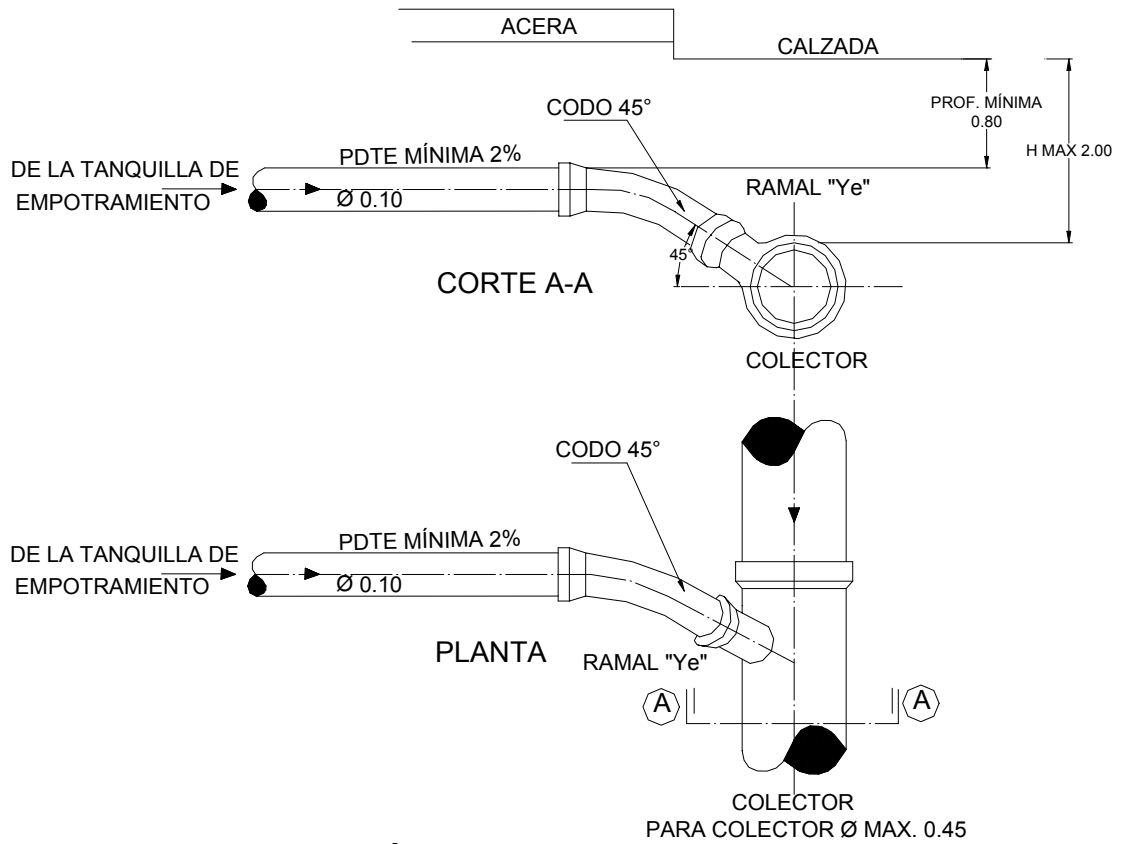 ACERA
CALZADA
PROF. MÍNIMA
0.80
H MAX 2.00
CODO 45°
DE LA TANQUILLA DE
EMPOTRAMIENTO
PDTE MÍNIMA 2%
Ø 0.10
RAMAL "Ye"
45°
CORTE A-A
COLECTOR
CODO 45°
DE LA TANQUILLA DE
EMPOTRAMIENTO
PDTE MÍNIMA 2%
Ø 0.10
PLANTA
RAMAL "Ye"
A
A
COLECTOR
PARA COLECTOR Ø MAX. 0.45